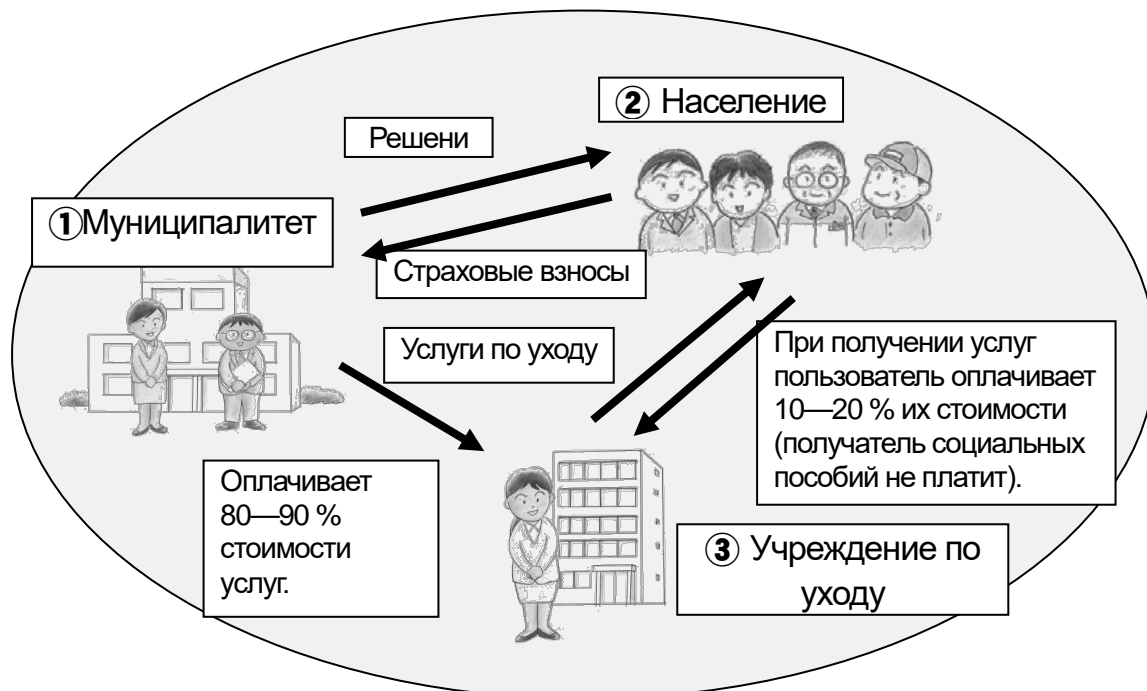 ② Население
Решени
①Муниципалитет
Страховые взносы
Услуги по уходу
При получении услуг
пользователь оплачивает
10—20 % их стоимости
(получатель социальных
пособий не платит).
Оплачивает
80—90 %
стоимости
услуг.
③ Учреждение по
уходу